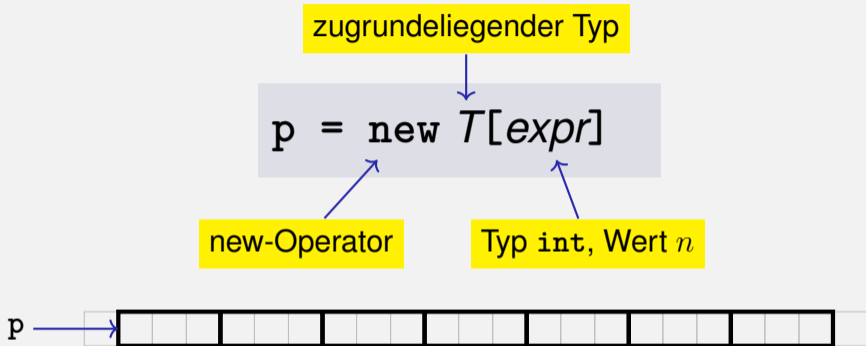 zugrundeliegender Typ
p = new T[expr]
new-Operator
Typ int, Wert n
p